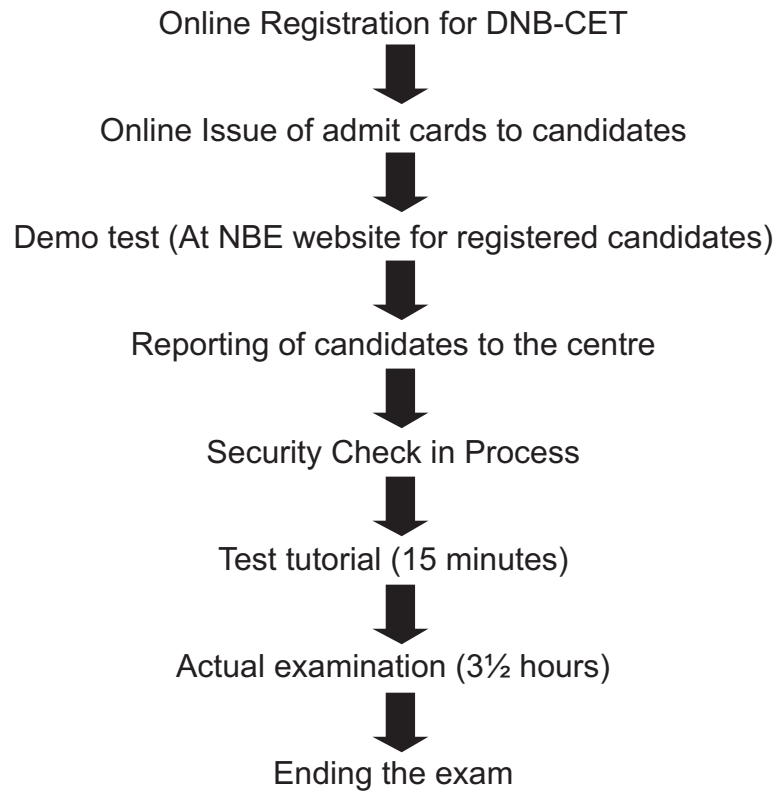 Online Registration for DNB-CET
Online Issue of admit cards to candidates
Demo test (At NBE website for registered candidates)
Reporting of candidates to the centre
Security Check in Process
Test tutorial (15 minutes)
Actual examination (3½ hours)
Ending the exam